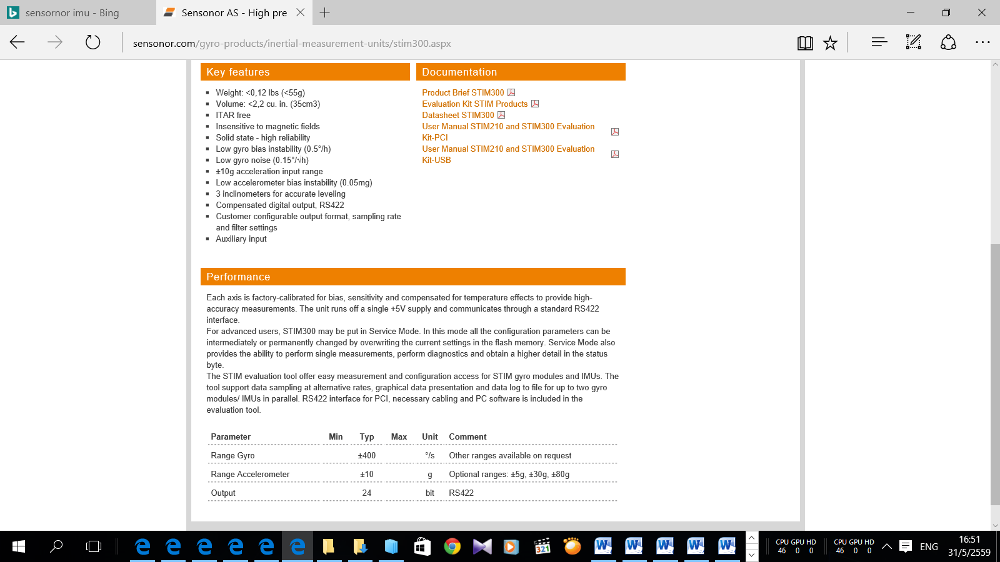 sensornor imu - Bing
Sensonor AS - High pre
sensonor.com/gyro-products/inertial-measurement-units/stim300.aspx
Key features
Weight: <0,12 lbs (<55g)
Volume: <2,2 cu. in. (35cm3)
ITAR free
Insensitive to magnetic fields
Solid state - high reliability
Low gyro bias instability (0.5°/h)
Low gyro noise (0.15°/√h)
±10g acceleration input range
Low accelerometer bias instability (0.05mg)
3 inclinometers for accurate leveling
Compensated digital output, RS422
Customer configurable output format, sampling rate
and filter settings
Auxiliary input
Documentation
Product Brief STIM300
Evaluation Kit STIM Products
Datasheet STIM300
User Manual STIM210 and STIM300 Evaluation
Kit-PCI
User Manual STIM210 and STIM300 Evaluation
Kit-USB
Performance
Each axis is factory-calibrated for bias, sensitivity and compensated for temperature effects to provide high-
accuracy measurements. The unit runs off a single +5V supply and communicates through a standard RS422
interface.
For advanced users, STIM300 may be put in Service Mode. In this mode all the configuration parameters can be
intermediately or permanently changed by overwriting the current settings in the flash memory. Service Mode also
provides the ability to perform single measurements, perform diagnostics and obtain a higher detail in the status
byte.
The STIM evaluation tool offer easy measurement and configuration access for STIM gyro modules and IMUs. The
tool support data sampling at alternative rates, graphical data presentation and data log to file for up to two gyro
modules/ IMUs in parallel. RS422 interface for PCI, necessary cabling and PC software is included in the
evaluation tool.
Parameter Min Typ Max Unit Comment
Range Gyro ±400 °/s Other ranges available on request
Range Accelerometer ±10 g Optional ranges: ±5g, ±30g, ±80g
Output 24 bit RS422
321
CPU GPU HD
46 0 0
CPU GPU HD
46 0 0
ENG
16:51
31/5/2559